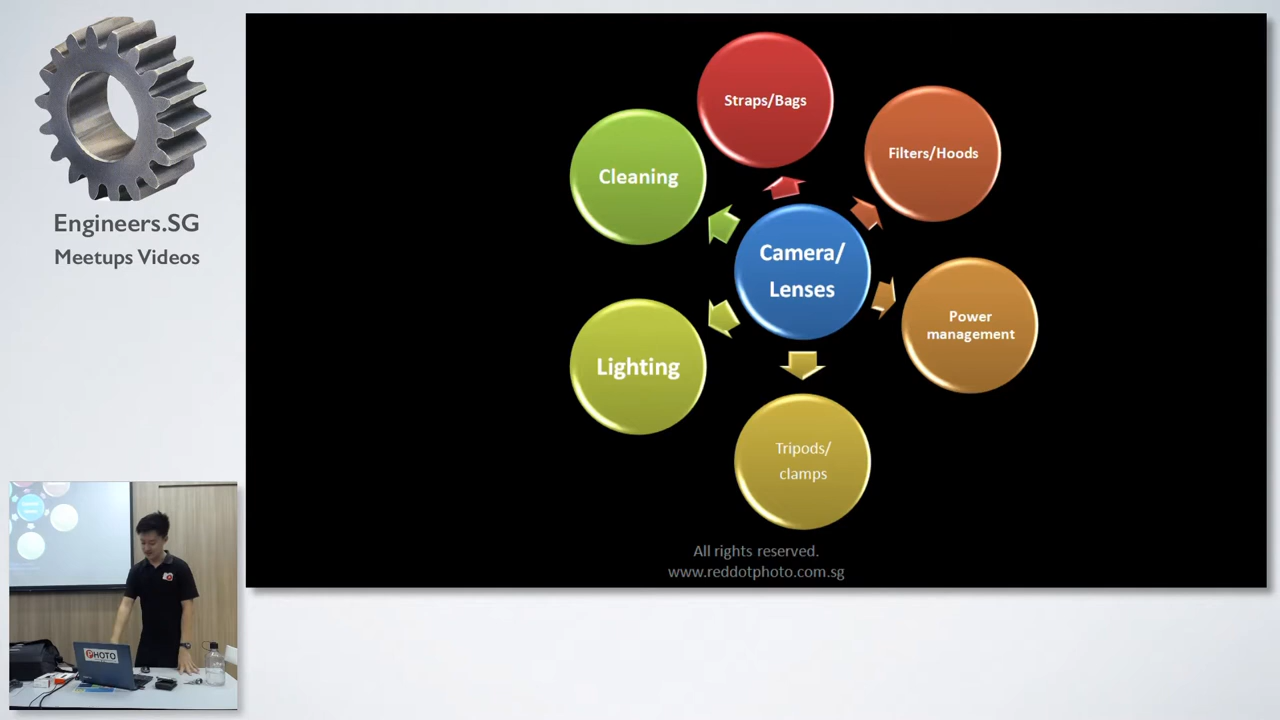 Engineers.SG
Meetups Videos
Straps/Bags
Filters/Hoods
Cleaning
Camera/
Lenses
Power
management
Lighting
Tripods/
clamps
All rights reserved.
www.reddotphoto.com.sg
PHOTO